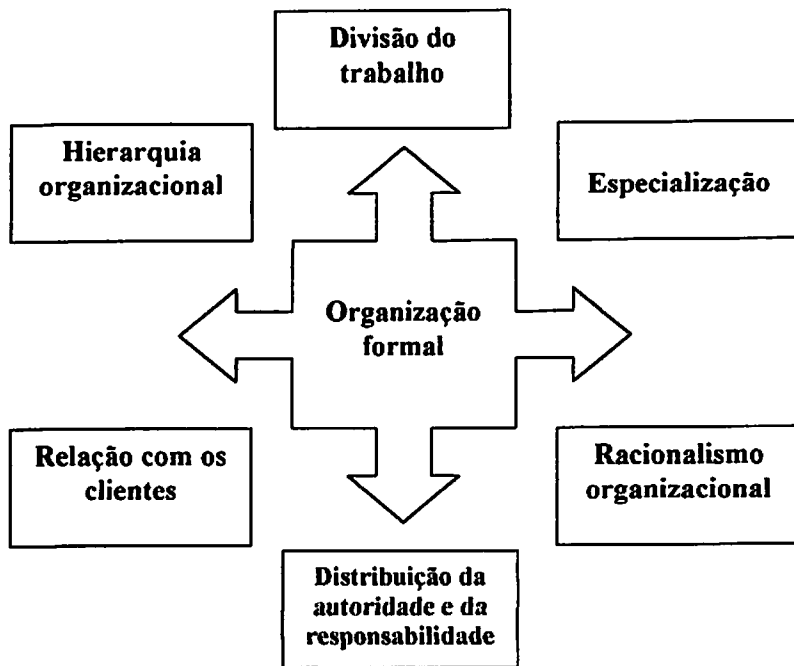 Divisão do
trabalho
Hierarquia
organizacional
Especialização
Organização
formal
Relação com os
clientes
Racionalismo
organizacional
Distribuição da
autoridade e da
responsabilidade